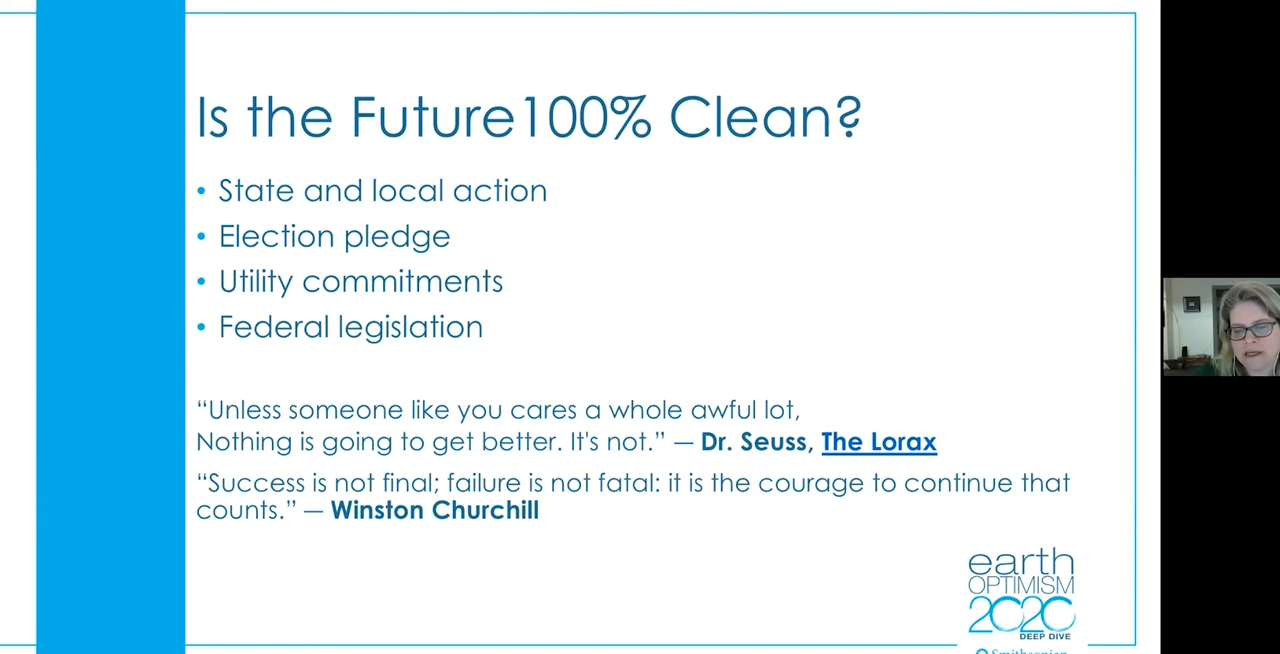 Is the Future100% Clean?
• State and local action
• Election pledge
• Utility commitments
• Federal legislation
“Unless someone like you cares a whole awful lot,
Nothing is going to get better. It's not.” — Dr. Seuss, The Lorax
“Success is not final; failure is not fatal: it is the courage to continue that
counts.” — Winston Churchill
earth
OPTIMISM
2020
DEEP DIVE
Smithsonian